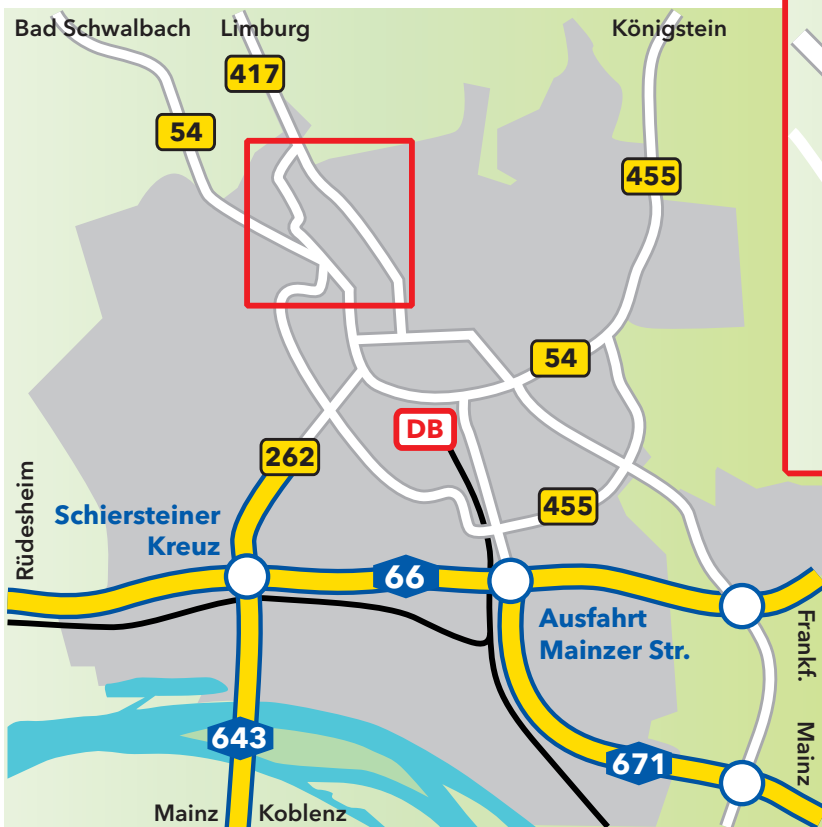 Bad Schwalbach
Limburg
Königstein
417
54
455
54
DB
262
Rüdesheim
Schiersteiner
Kreuz
455
66
Ausfahrt
Mainzer Str.
Frankf.
Mainz
643
671
Mainz
Koblenz